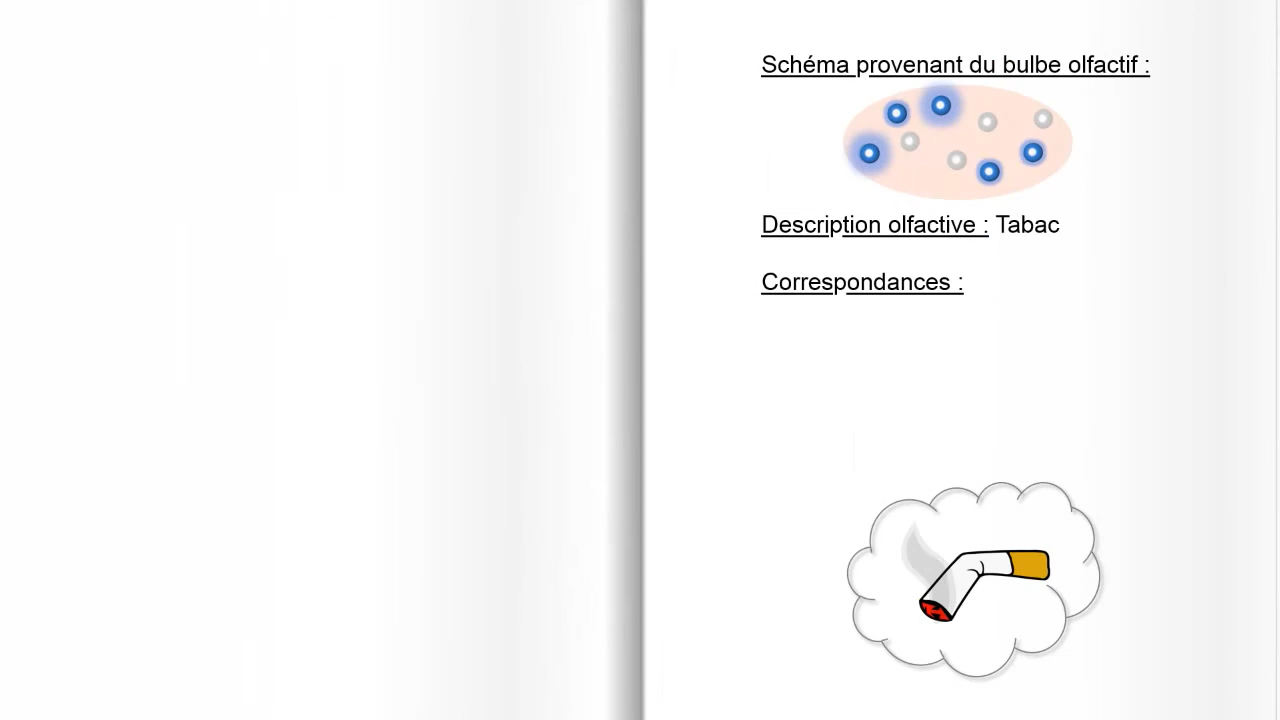 Schéma provenant du bulbe olfactif :
Description olfactive : Tabac
Correspondances :